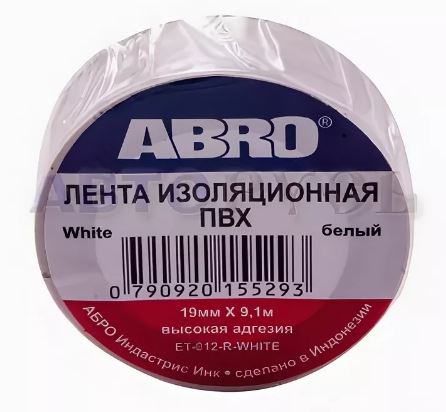 ABRO®
ЛЕНТА ИЗОЛЯЦИОННАЯ
ПВХ
White
белый
0 790920 155293
19мм X 9,1м
высокая адгезия
ET-912-R-WHITE
АБРО Индастрис Инк • сделано в Индонезии